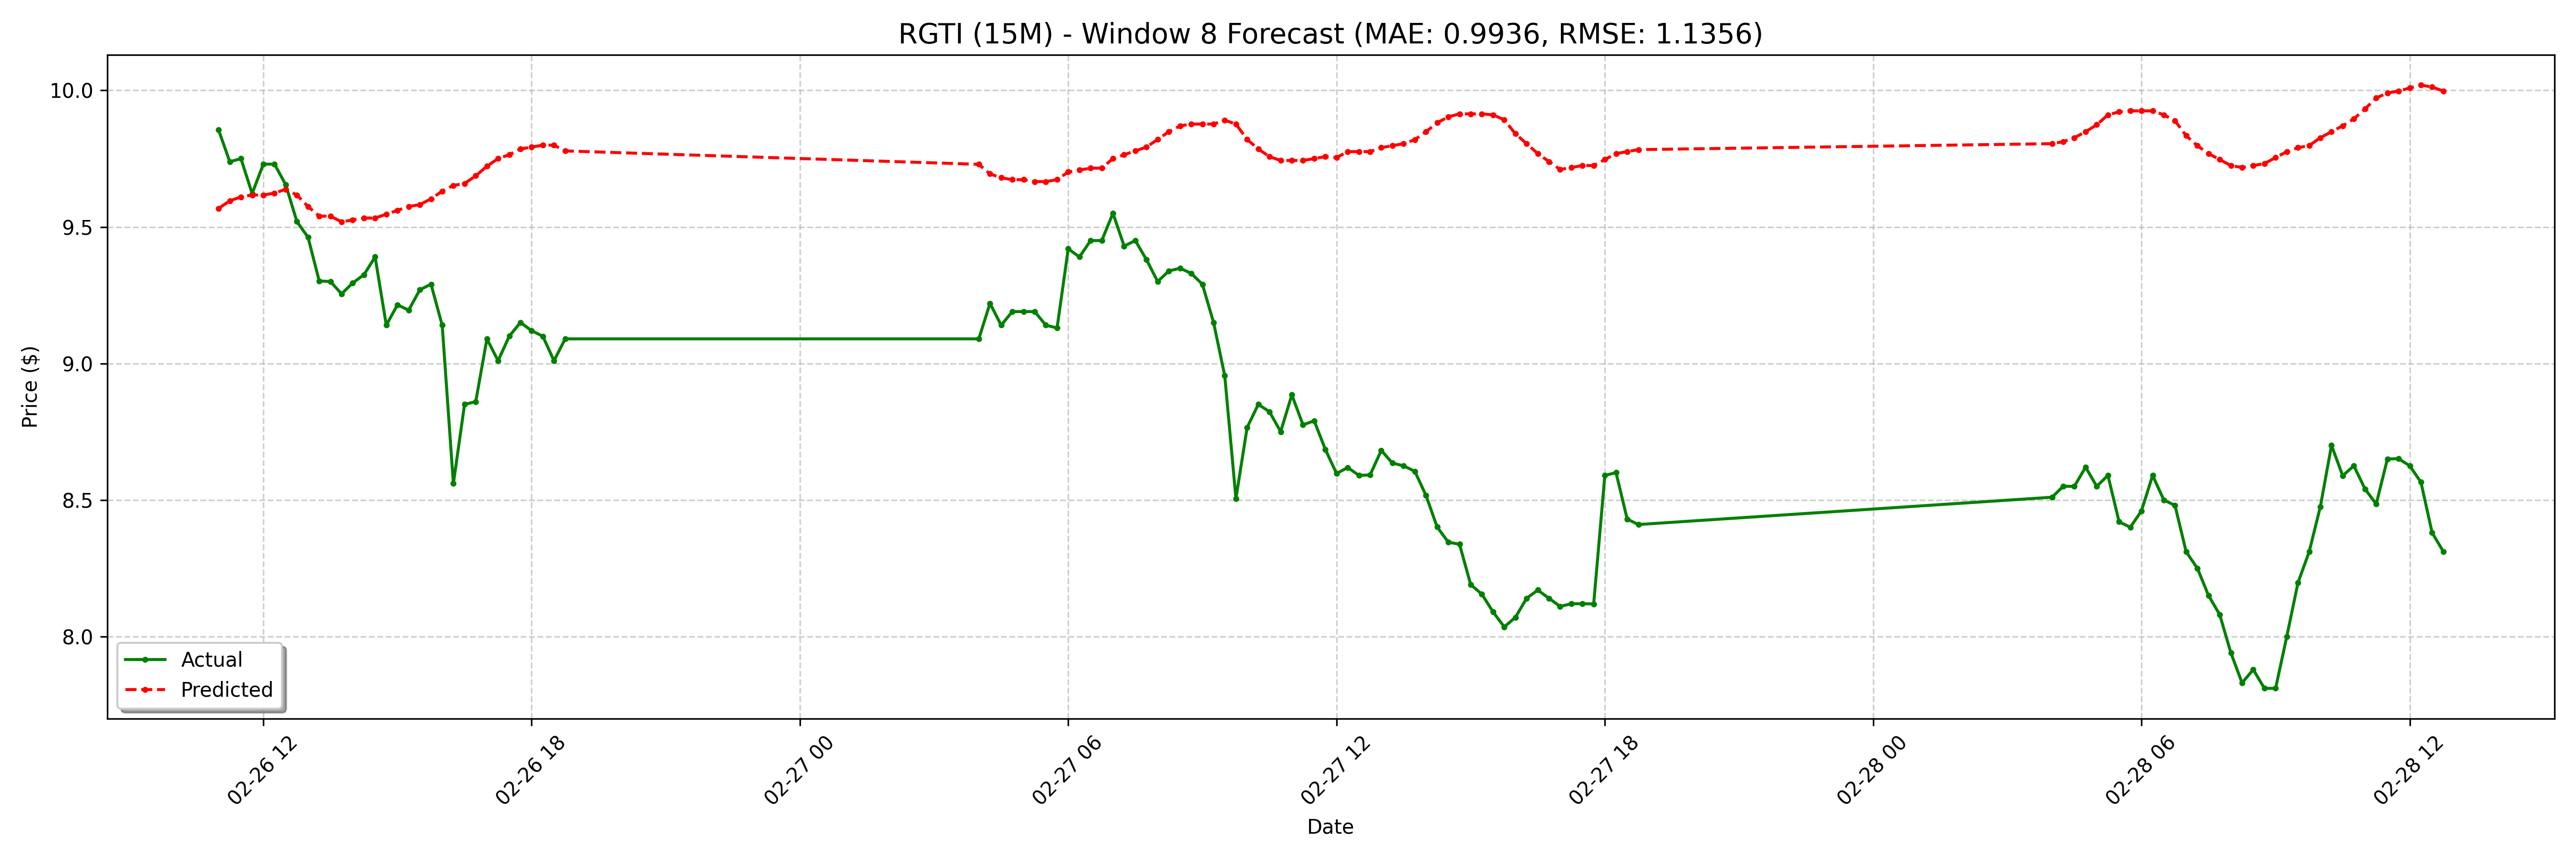 RGTI (15M) - Window 8 Forecast (MAE: 0.9936, RMSE: 1.1356)
Price ($)
10.0
9.5
9.0
8.5
8.0
Actual
Predicted
02-26 12
02-26 18
02-27 00
02-27 06
02-27 12
02-27 18
02-28 00
02-28 06
02-28 12
Date